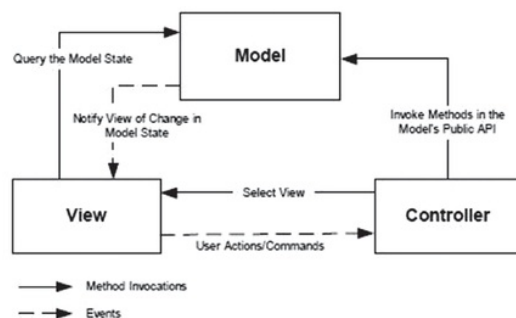 Query the Model State
Model
Notify View of Change in
Model State
Invoke Methods in the
Model's Public API
View
Select View
Controller
User Actions/Commands
Method Invocations
Events